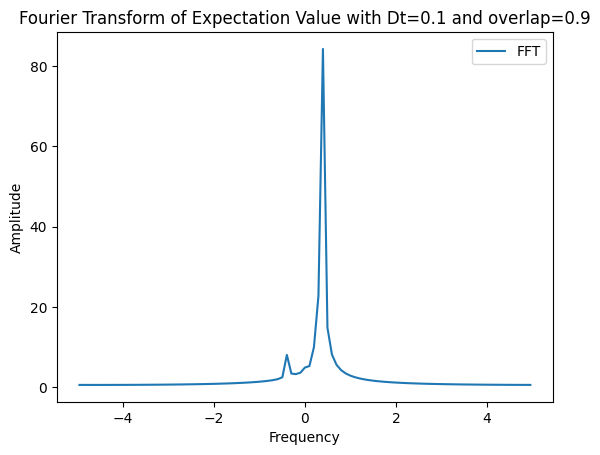 Fourier Transform of Expectation Value with Dt=0.1 and overlap=0.9
FFT
80
60
40
20
0
Amplitude
−4 −2 0 2 4
Frequency